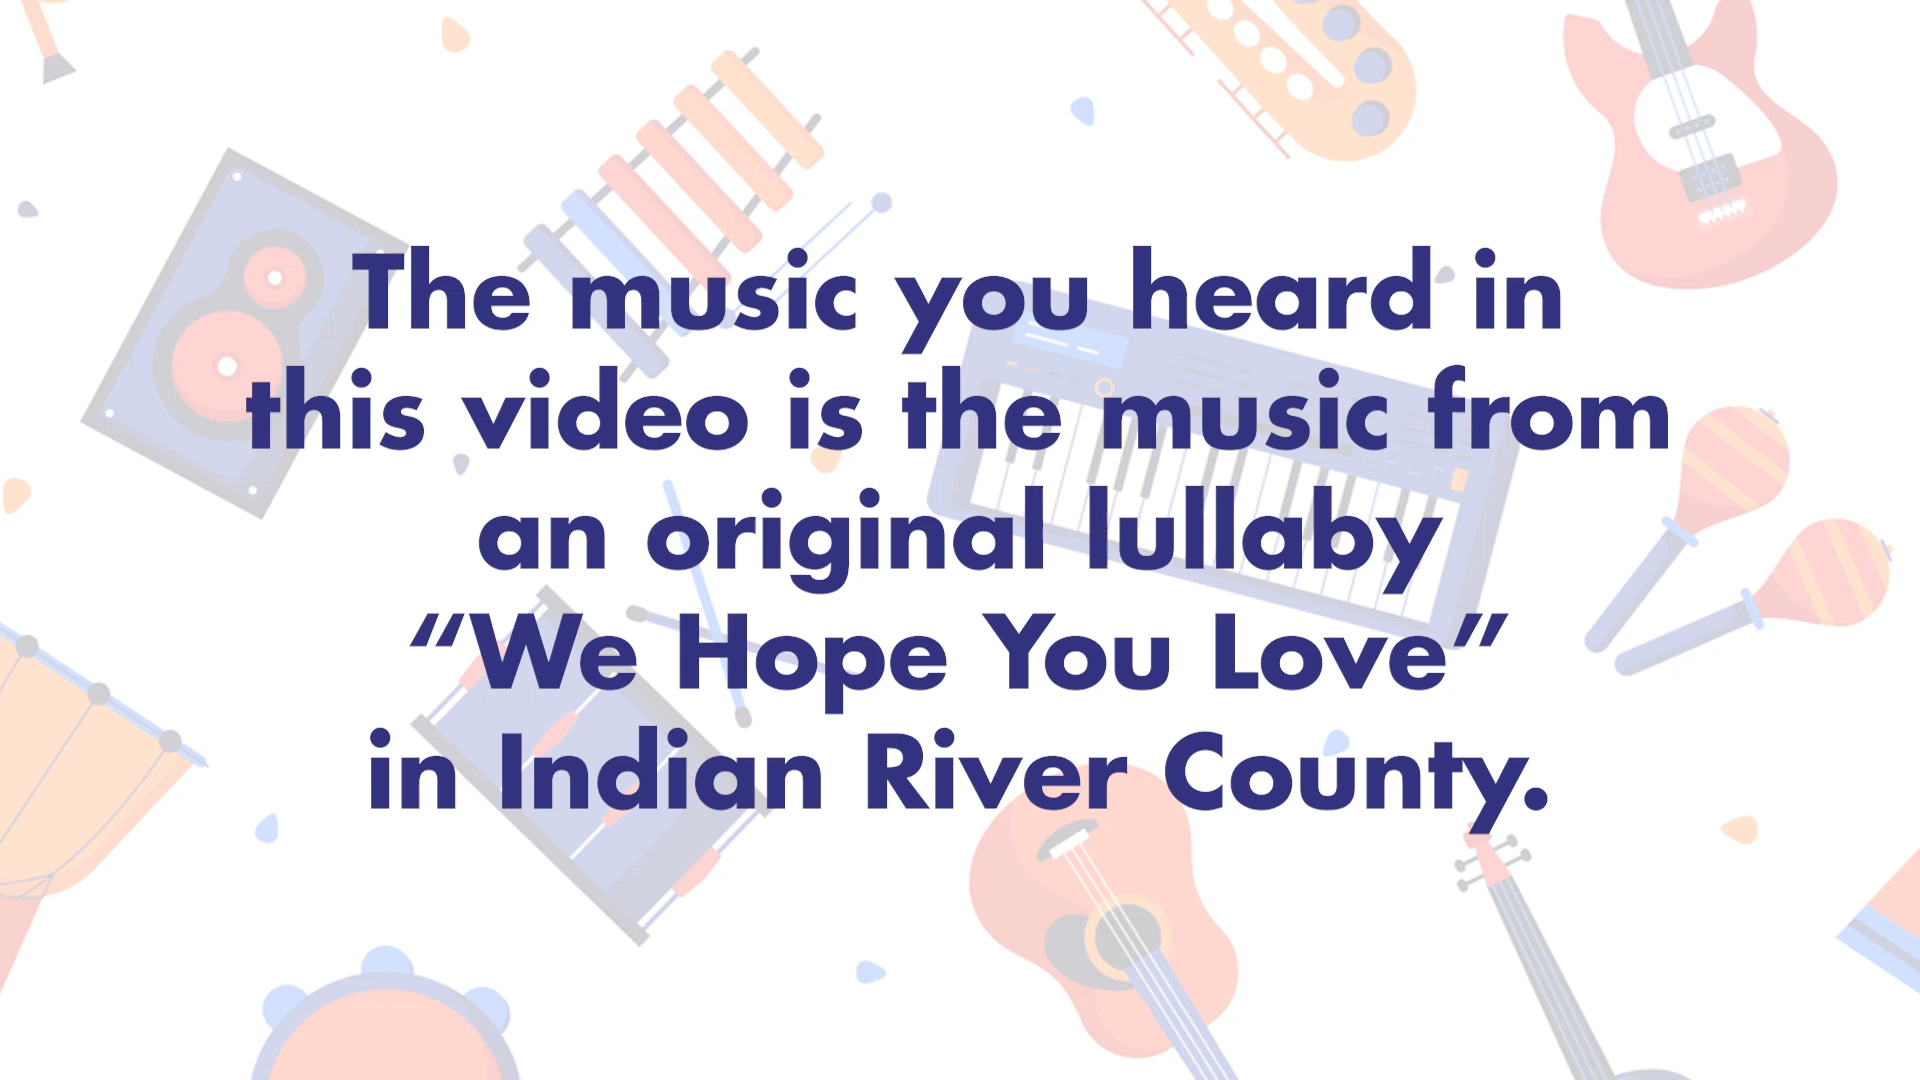 The music you heard in
this video is the music from
an original lullaby
“We Hope You Love”
in Indian River County.